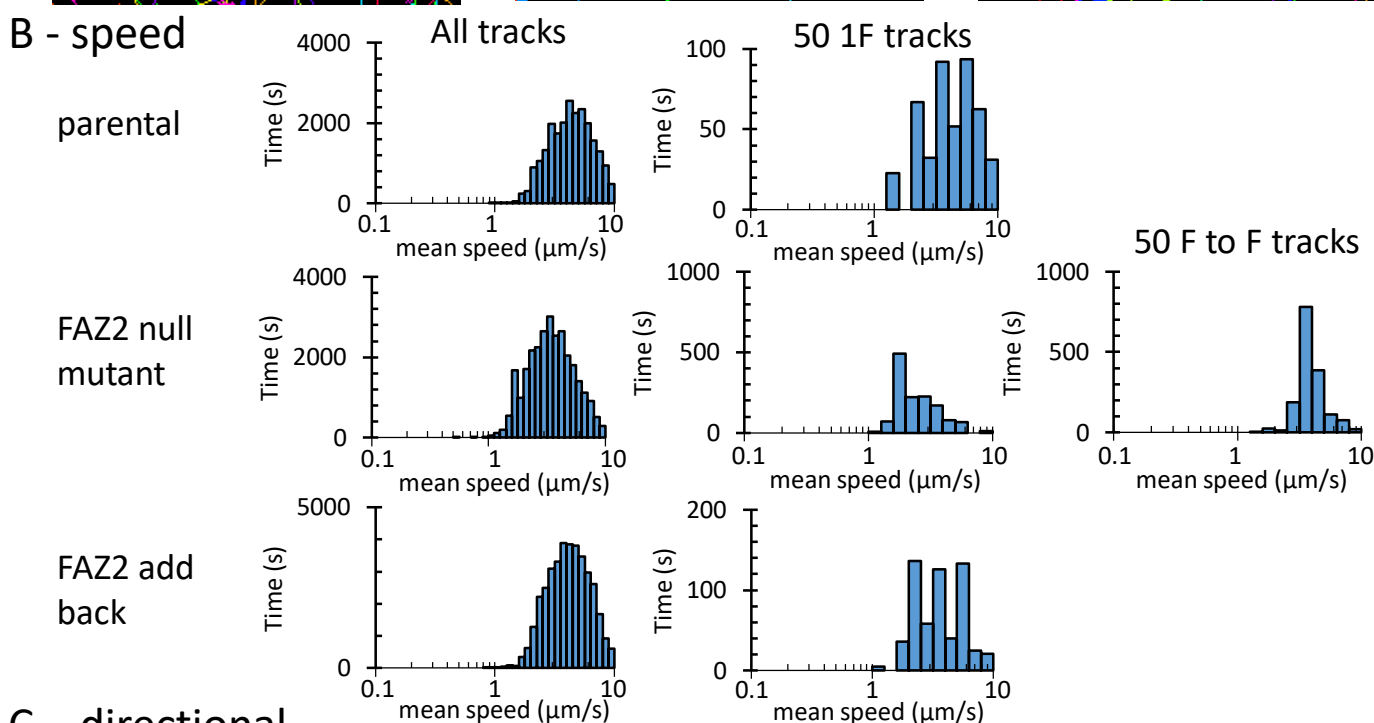 B - speed
All tracks
50 1F tracks
parental
Time (s)
4000
2000
0
0.1 1 10
mean speed (μm/s)
Time (s)
100
50
0
0.1 1 10
mean speed (μm/s)
50 F to F tracks
FAZ2 null
mutant
Time (s)
4000
2000
0
0.1 1 10
mean speed (μm/s)
Time (s)
1000
500
0
0.1 1 10
mean speed (μm/s)
Time (s)
1000
500
0
0.1 1 10
mean speed (μm/s)
FAZ2 add
back
Time (s)
5000
0
0.1 1 10
mean speed (μm/s)
Time (s)
200
100
0
0.1 1 10
mean speed (μm/s)
C - directional